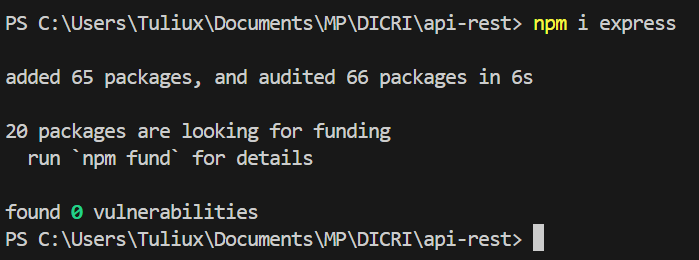 PS C:\Users\Tuliux\Documents\MP\DICRI\api-rest> npm i express
added 65 packages, and audited 66 packages in 6s
20 packages are looking for funding
  run `npm fund` for details
found 0 vulnerabilities
PS C:\Users\Tuliux\Documents\MP\DICRI\api-rest>